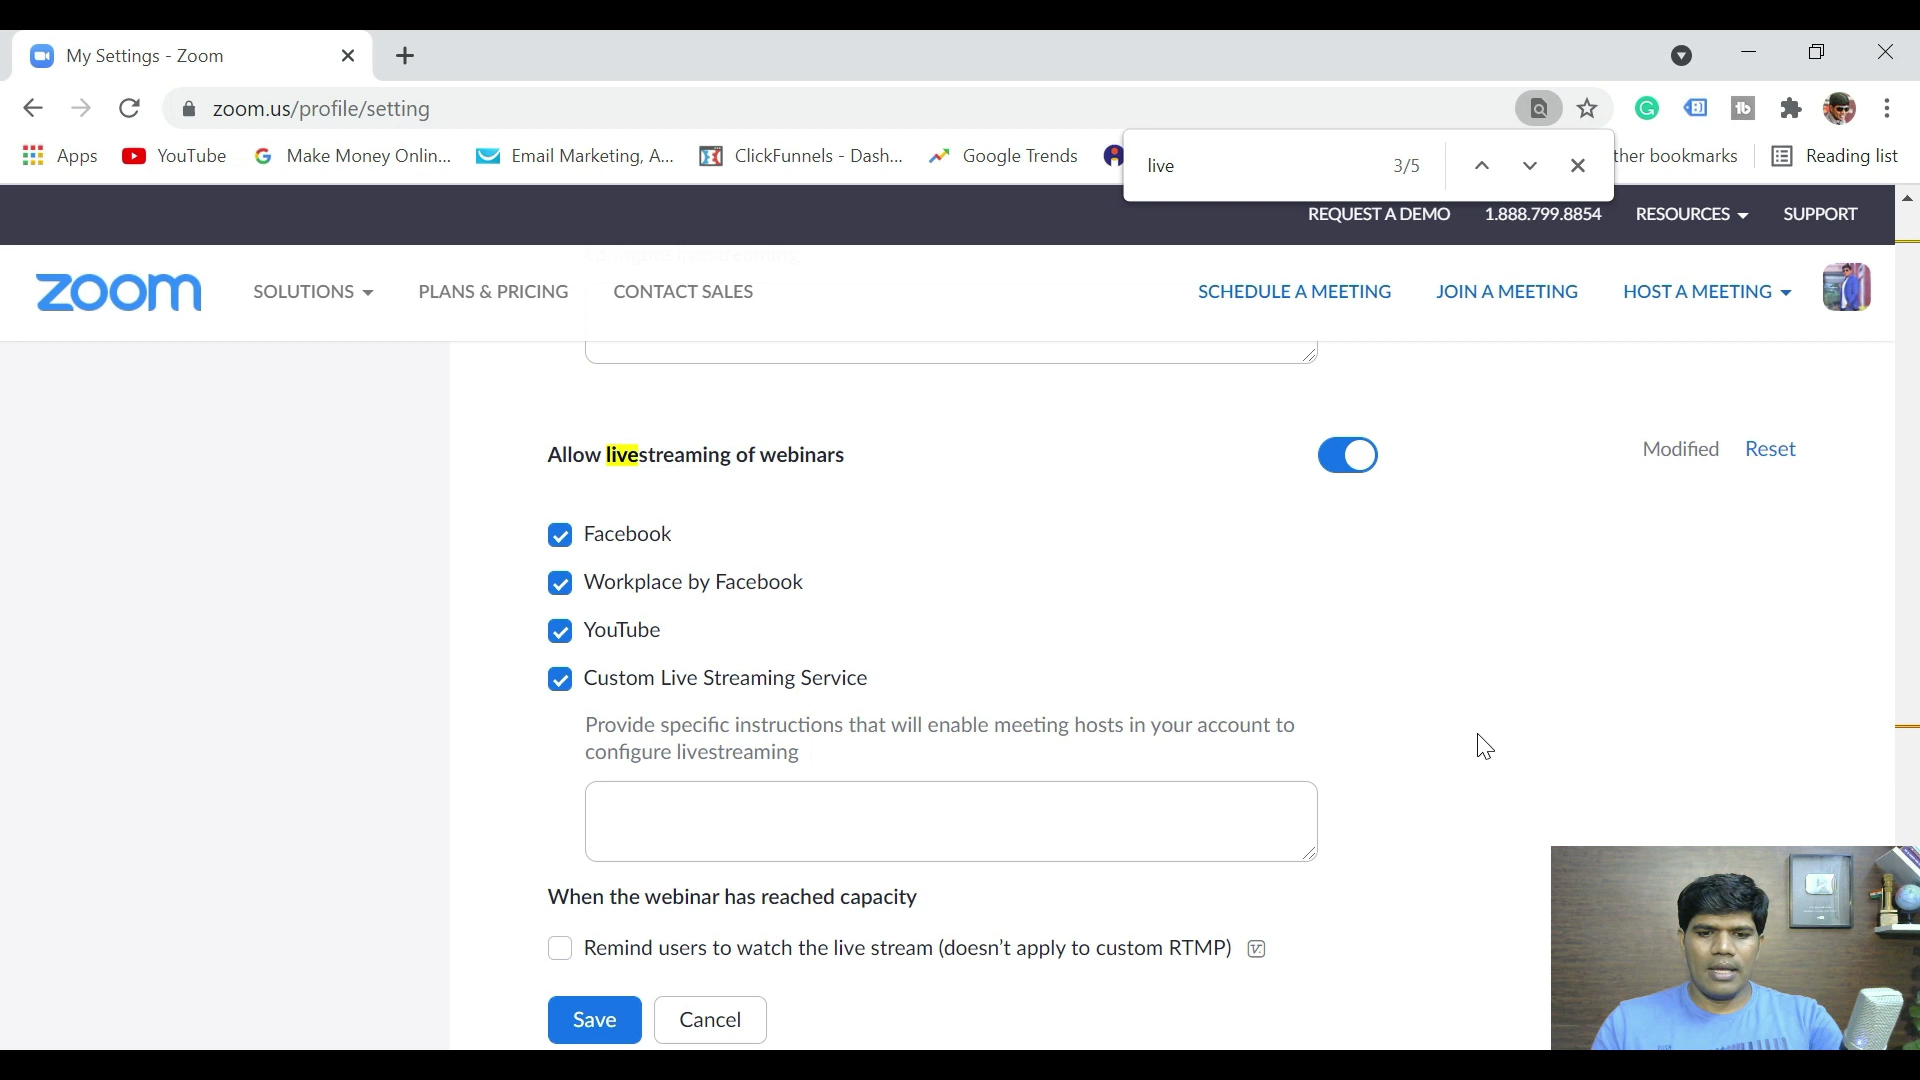 My Settings - Zoom
zoom.us/profile/setting
Apps YouTube Make Money Onlin... Email Marketing, A... ClickFunnels - Dash... Google Trends ther bookmarks Reading list
live 3/5
REQUEST A DEMO 1.888.799.8854 RESOURCES SUPPORT
zoom SOLUTIONS PLANS & PRICING CONTACT SALES SCHEDULE A MEETING JOIN A MEETING HOST A MEETING
Allow livestreaming of webinars Modified Reset
Facebook
Workplace by Facebook
YouTube
Custom Live Streaming Service
Provide specific instructions that will enable meeting hosts in your account to
configure livestreaming
When the webinar has reached capacity
Remind users to watch the live stream (doesn't apply to custom RTMP)
Save Cancel